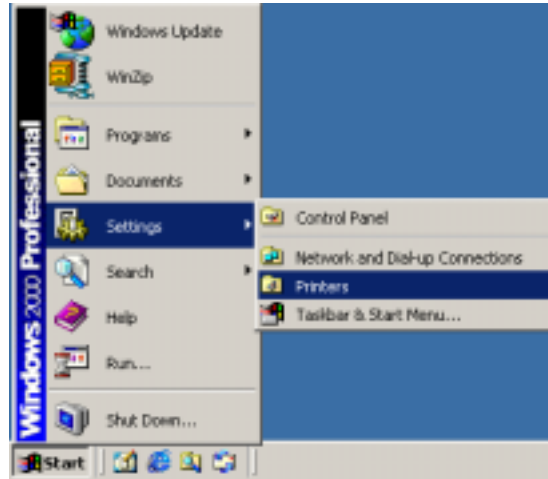 Windows 2000 Professional
Windows Update
WinZip
Programs
Documents
Settings
Search
Help
Run...
Shut Down...
Control Panel
Network and Dial-up Connections
Printers
Taskbar & Start Menu...
Start